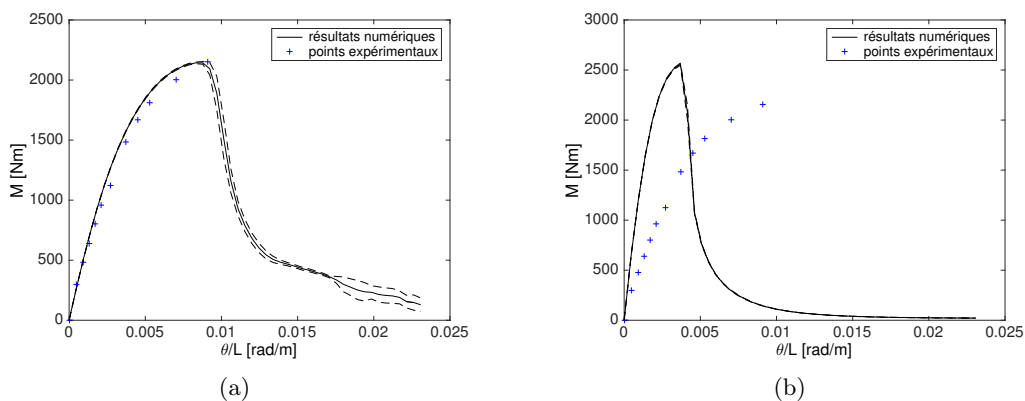 2500
2000
1500
1000
500
0
M [Nm]
0
0.005
0.01
0.015
0.02
0.025
θ/L [rad/m]
résultats numériques
points expérimentaux
(a)
3000
2500
2000
1500
1000
500
0
M [Nm]
0
0.005
0.01
0.015
0.02
0.025
θ/L [rad/m]
résultats numériques
points expérimentaux
(b)